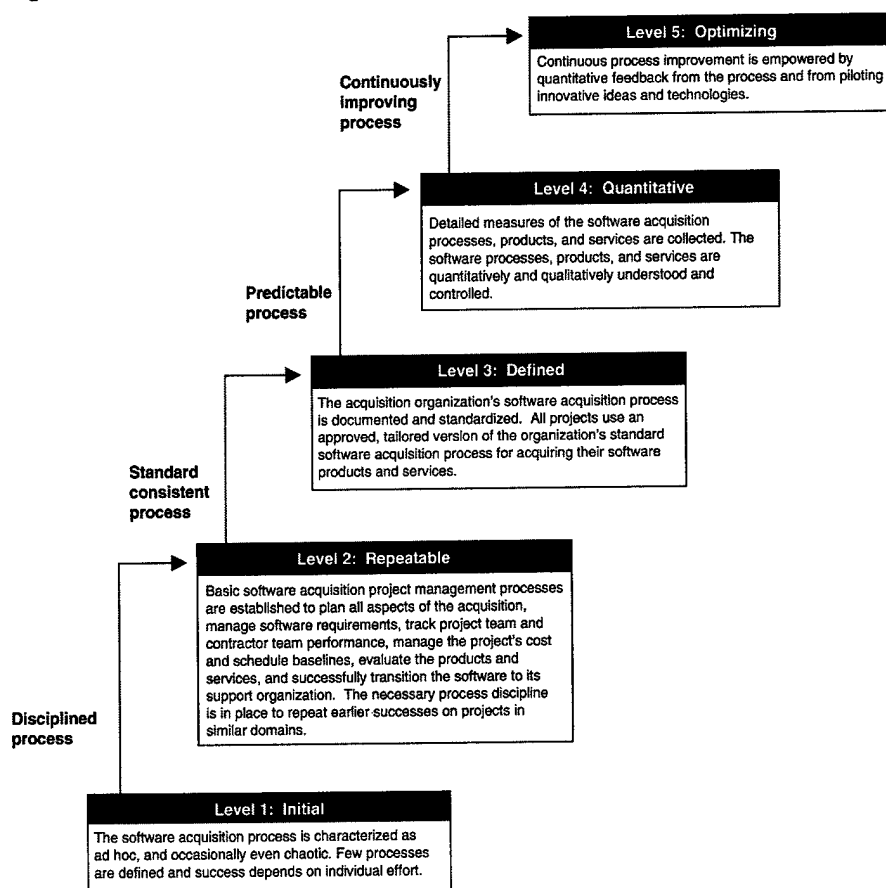 Level 5: Optimizing
Continuous process improvement is empowered by
quantitative feedback from the process and from piloting
innovative ideas and technologies.
Continuously
improving
process
Level 4: Quantitative
Detailed measures of the software acquisition
processes, products, and services are collected. The
software processes, products, and services are
quantitatively and qualitatively understood and
controlled.
Predictable
process
Level 3: Defined
The acquisition organization's software acquisition process
is documented and standardized. All projects use an
approved, tailored version of the organization's standard
software acquisition process for acquiring their software
products and services.
Standard
consistent
process
Level 2: Repeatable
Basic software acquisition project management processes
are established to plan all aspects of the acquisition,
manage software requirements, track project team and
contractor team performance, manage the project's cost
and schedule baselines, evaluate the products and
services, and successfully transition the software to its
support organization. The necessary process discipline
is in place to repeat earlier successes on projects in
similar domains.
Disciplined
process
Level 1: Initial
The software acquisition process is characterized as
ad hoc, and occasionally even chaotic. Few processes
are defined and success depends on individual effort.